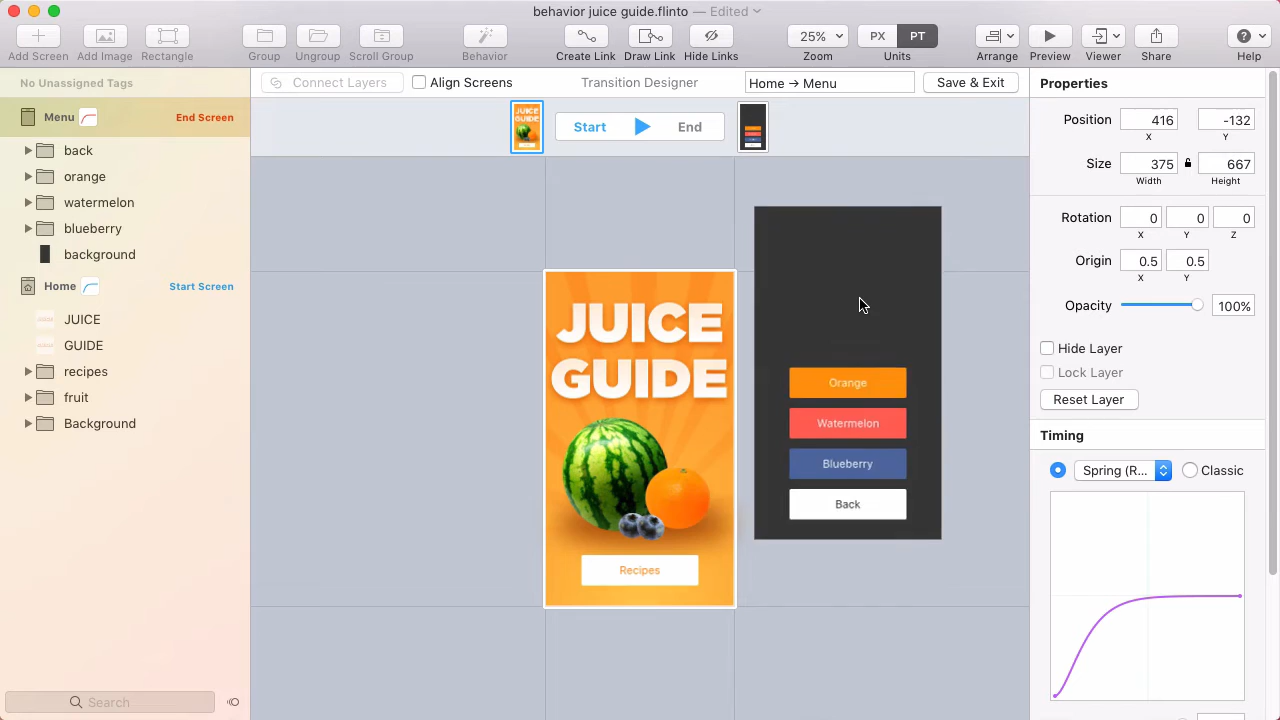 behavior juice guide.flinto — Edited
Add Screen Add Image Rectangle Group Ungroup Scroll Group Behavior Create Link Draw Link Hide Links 25% Zoom PX PT Units Arrange Preview Viewer Share Help
No Unassigned Tags
Connect Layers Align Screens Transition Designer Home → Menu Save & Exit
Menu End Screen
back
orange
watermelon
blueberry
background
Home Start Screen
JUICE
GUIDE
recipes
fruit
Background
Search
JUICE
GUIDE
Start End
JUICE
GUIDE
Recipes
Orange
Watermelon
Blueberry
Back
Properties
Position 416 -132
X Y
Size 375 667
Width Height
Rotation 0 0 0
X Y Z
Origin 0.5 0.5
X Y
Opacity 100%
Hide Layer
Lock Layer
Reset Layer
Timing
Spring (R... Classic